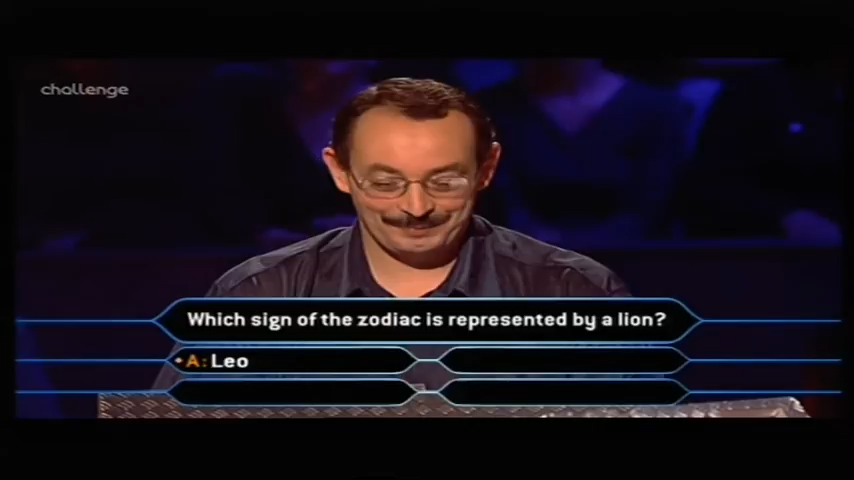 challenge
Which sign of the zodiac is represented by a lion?
A: Leo